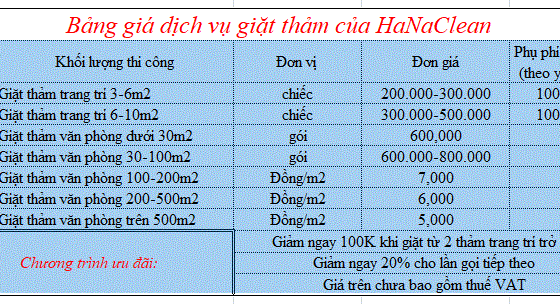 Bảng giá dịch vụ giặt thảm của HaNaClean
Khối lượng thi công Đơn vị Đơn giá Phụ phí
(theo
Giặt thảm trang trí 3-6m2 chiếc 200.000-300.000 100
Giặt thảm trang trí 6-10m2 chiếc 300.000-500.000 100
Giặt thảm văn phòng dưới 30m2 gói 600,000
Giặt thảm văn phòng 30-100m2 gói 600.000-800.000
Giặt thảm văn phòng 100-200m2 Đồng/m2 7,000
Giặt thảm văn phòng 200-500m2 Đồng/m2 6,000
Giặt thảm văn phòng trên 500m2 Đồng/m2 5,000
Chương trình ưu đãi:
Giảm ngay 100K khi giặt từ 2 thảm trang trí trở
Giảm ngay 20% cho lần gọi tiếp theo
Giá trên chưa bao gồm thuế VAT